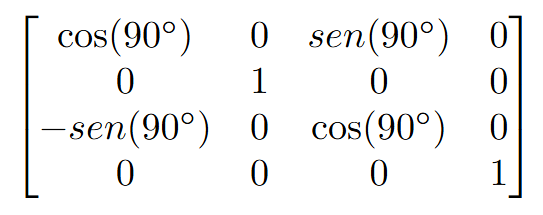 cos(90°) 0 sen(90°) 0
0 1 0 0
−sen(90°) 0 cos(90°) 0
0 0 0 1